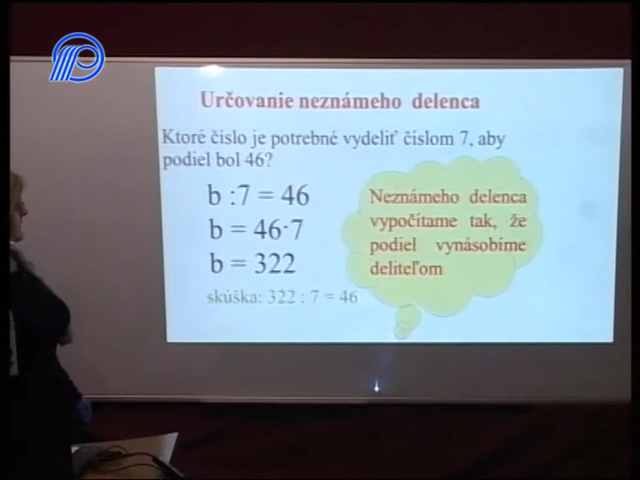 Určovanie neznámeho delenca
Ktoré číslo je potrebné vydeliť číslom 7, aby
podiel bol 46?
b :7 = 46
b = 46·7
b = 322
skúška: 322 : 7 = 46
Neznámeho delenca
vypočítame tak, že
podiel vynásobíme
deliteľom